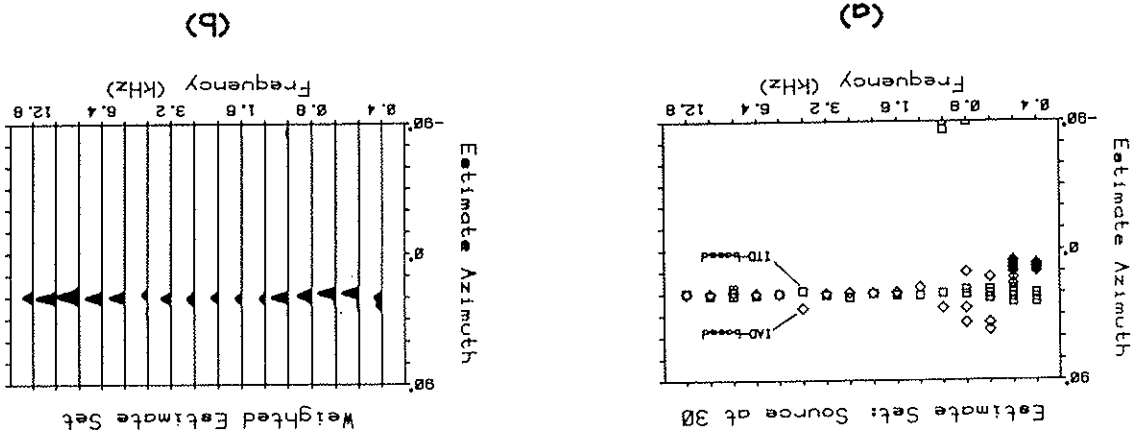 Estimate Set: Source at 30
Estimate Azimuth
90°
0
-90°
IAD-based
ITD-based
0.4 0.8 1.6 3.2 6.4 12.8
Frequency (kHz)
(a)
Weighted Estimate Set
Estimate Azimuth
90°
0
-90°
0.4 0.8 1.6 3.2 6.4 12.8
Frequency (kHz)
(b)